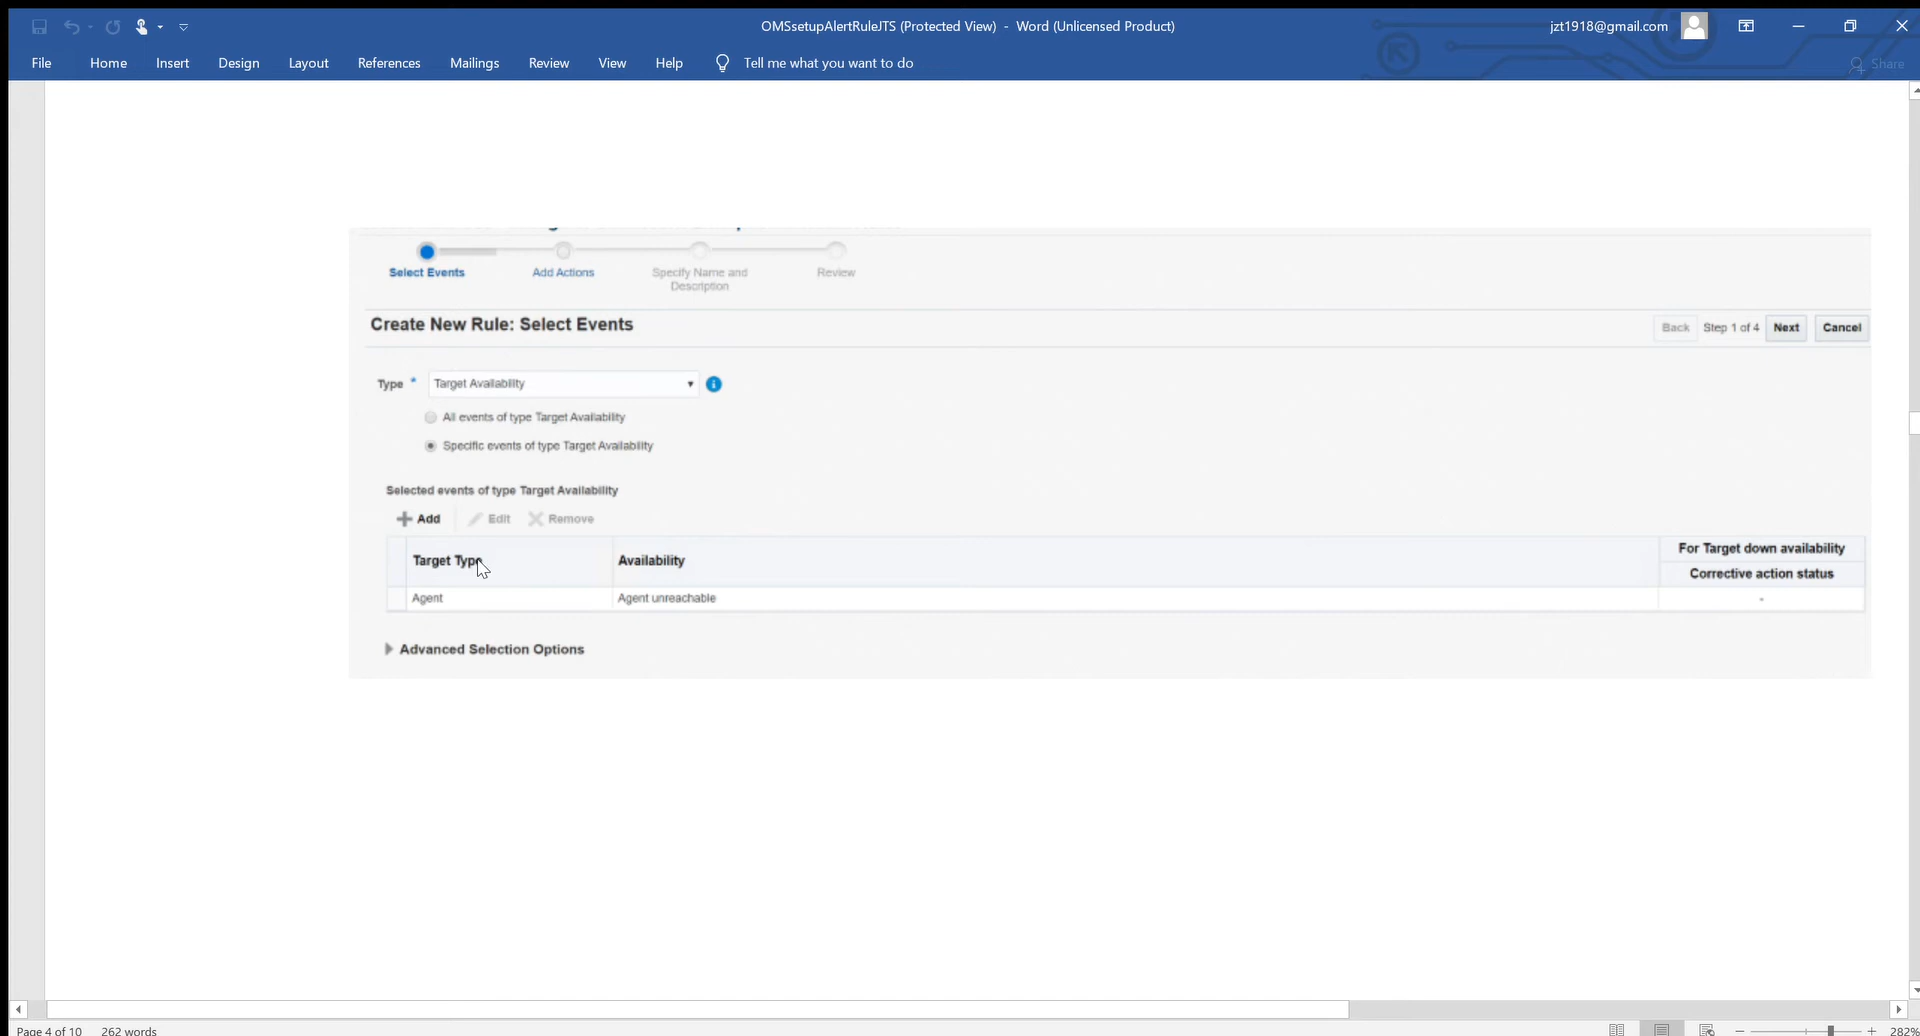 OMSsetupAlertRuleJTS (Protected View) - Word (Unlicensed Product)
jzt1918@gmail.com
File Home Insert Design Layout References Mailings Review View Help Tell me what you want to do
Share
Select Events Add Actions Specify Name and Description Review
Create New Rule: Select Events
Back Step 1 of 4 Next Cancel
Type * Target Availability
All events of type Target Availability
Specific events of type Target Availability
Selected events of type Target Availability
Add Edit Remove
Target Type Availability For Target down availability
Corrective action status
Agent Agent unreachable -
Advanced Selection Options
Page 4 of 10 262 words
282%